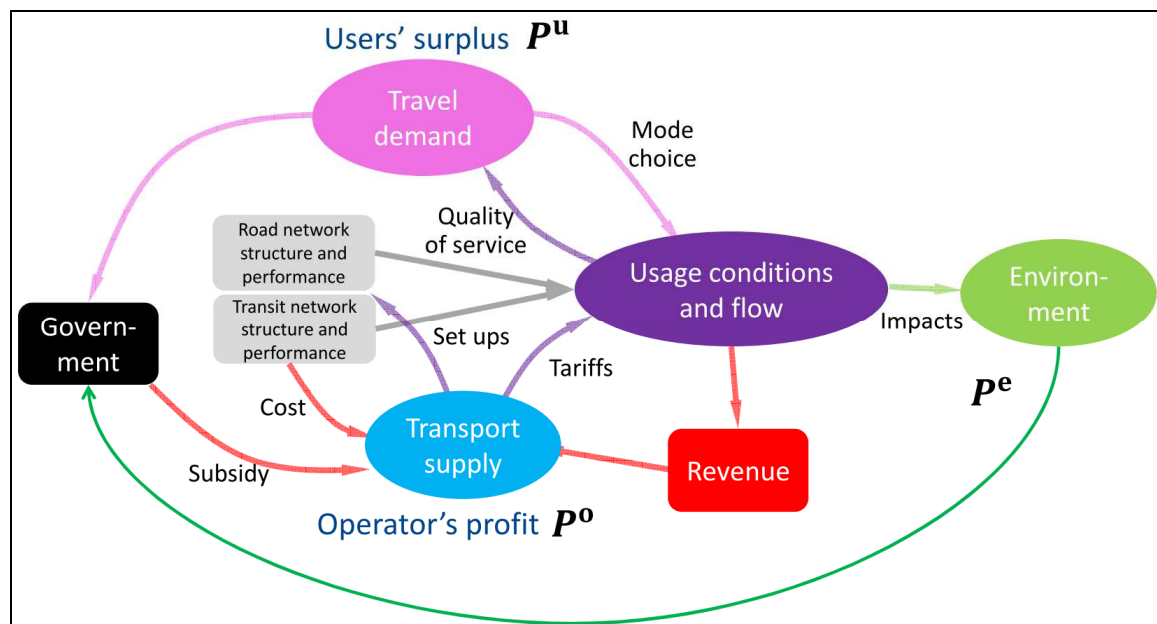 Users' surplus P^u
Travel
demand
Mode
choice
Quality
of service
Road network
structure and
performance
Usage conditions
and flow
Environ-
ment
Transit network
structure and
performance
Govern-
ment
Set ups
Tariffs
Impacts
Cost
P^e
Transport
supply
Subsidy
Revenue
Operator's profit P^o